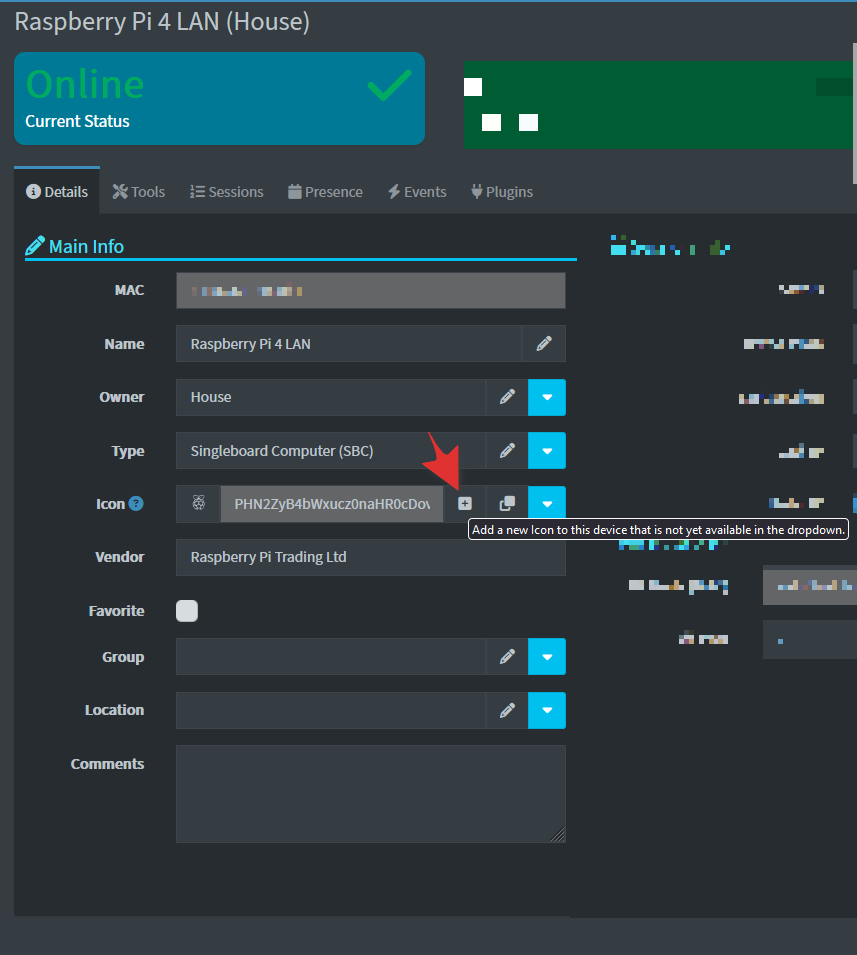 Raspberry Pi 4 LAN (House)
Online
Current Status
Details Tools Sessions Presence Events Plugins
Main Info
MAC
Name Raspberry Pi 4 LAN
Owner House
Type Singleboard Computer (SBC)
Icon ? PHN2ZyB4bWxucz0naHR0cDov
Add a new Icon to this device that is not yet available in the dropdown.
Vendor Raspberry Pi Trading Ltd
Favorite
Group
Location
Comments